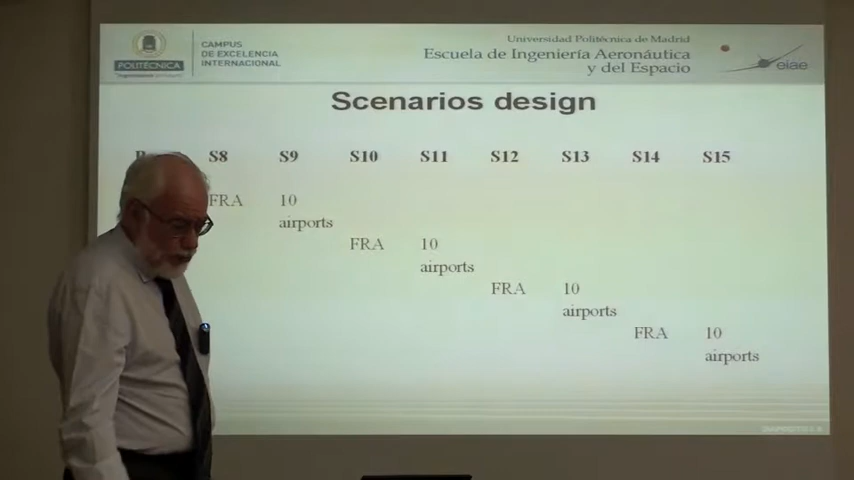 POLITÉCNICA
CAMPUS
DE EXCELENCIA
INTERNACIONAL
Universidad Politécnica de Madrid
Escuela de Ingeniería Aeronáutica
y del Espacio
eiae
Scenarios design
S8 S9 S10 S11 S12 S13 S14 S15
FRA 10
airports
FRA 10
airports
FRA 10
airports
FRA 10
airports